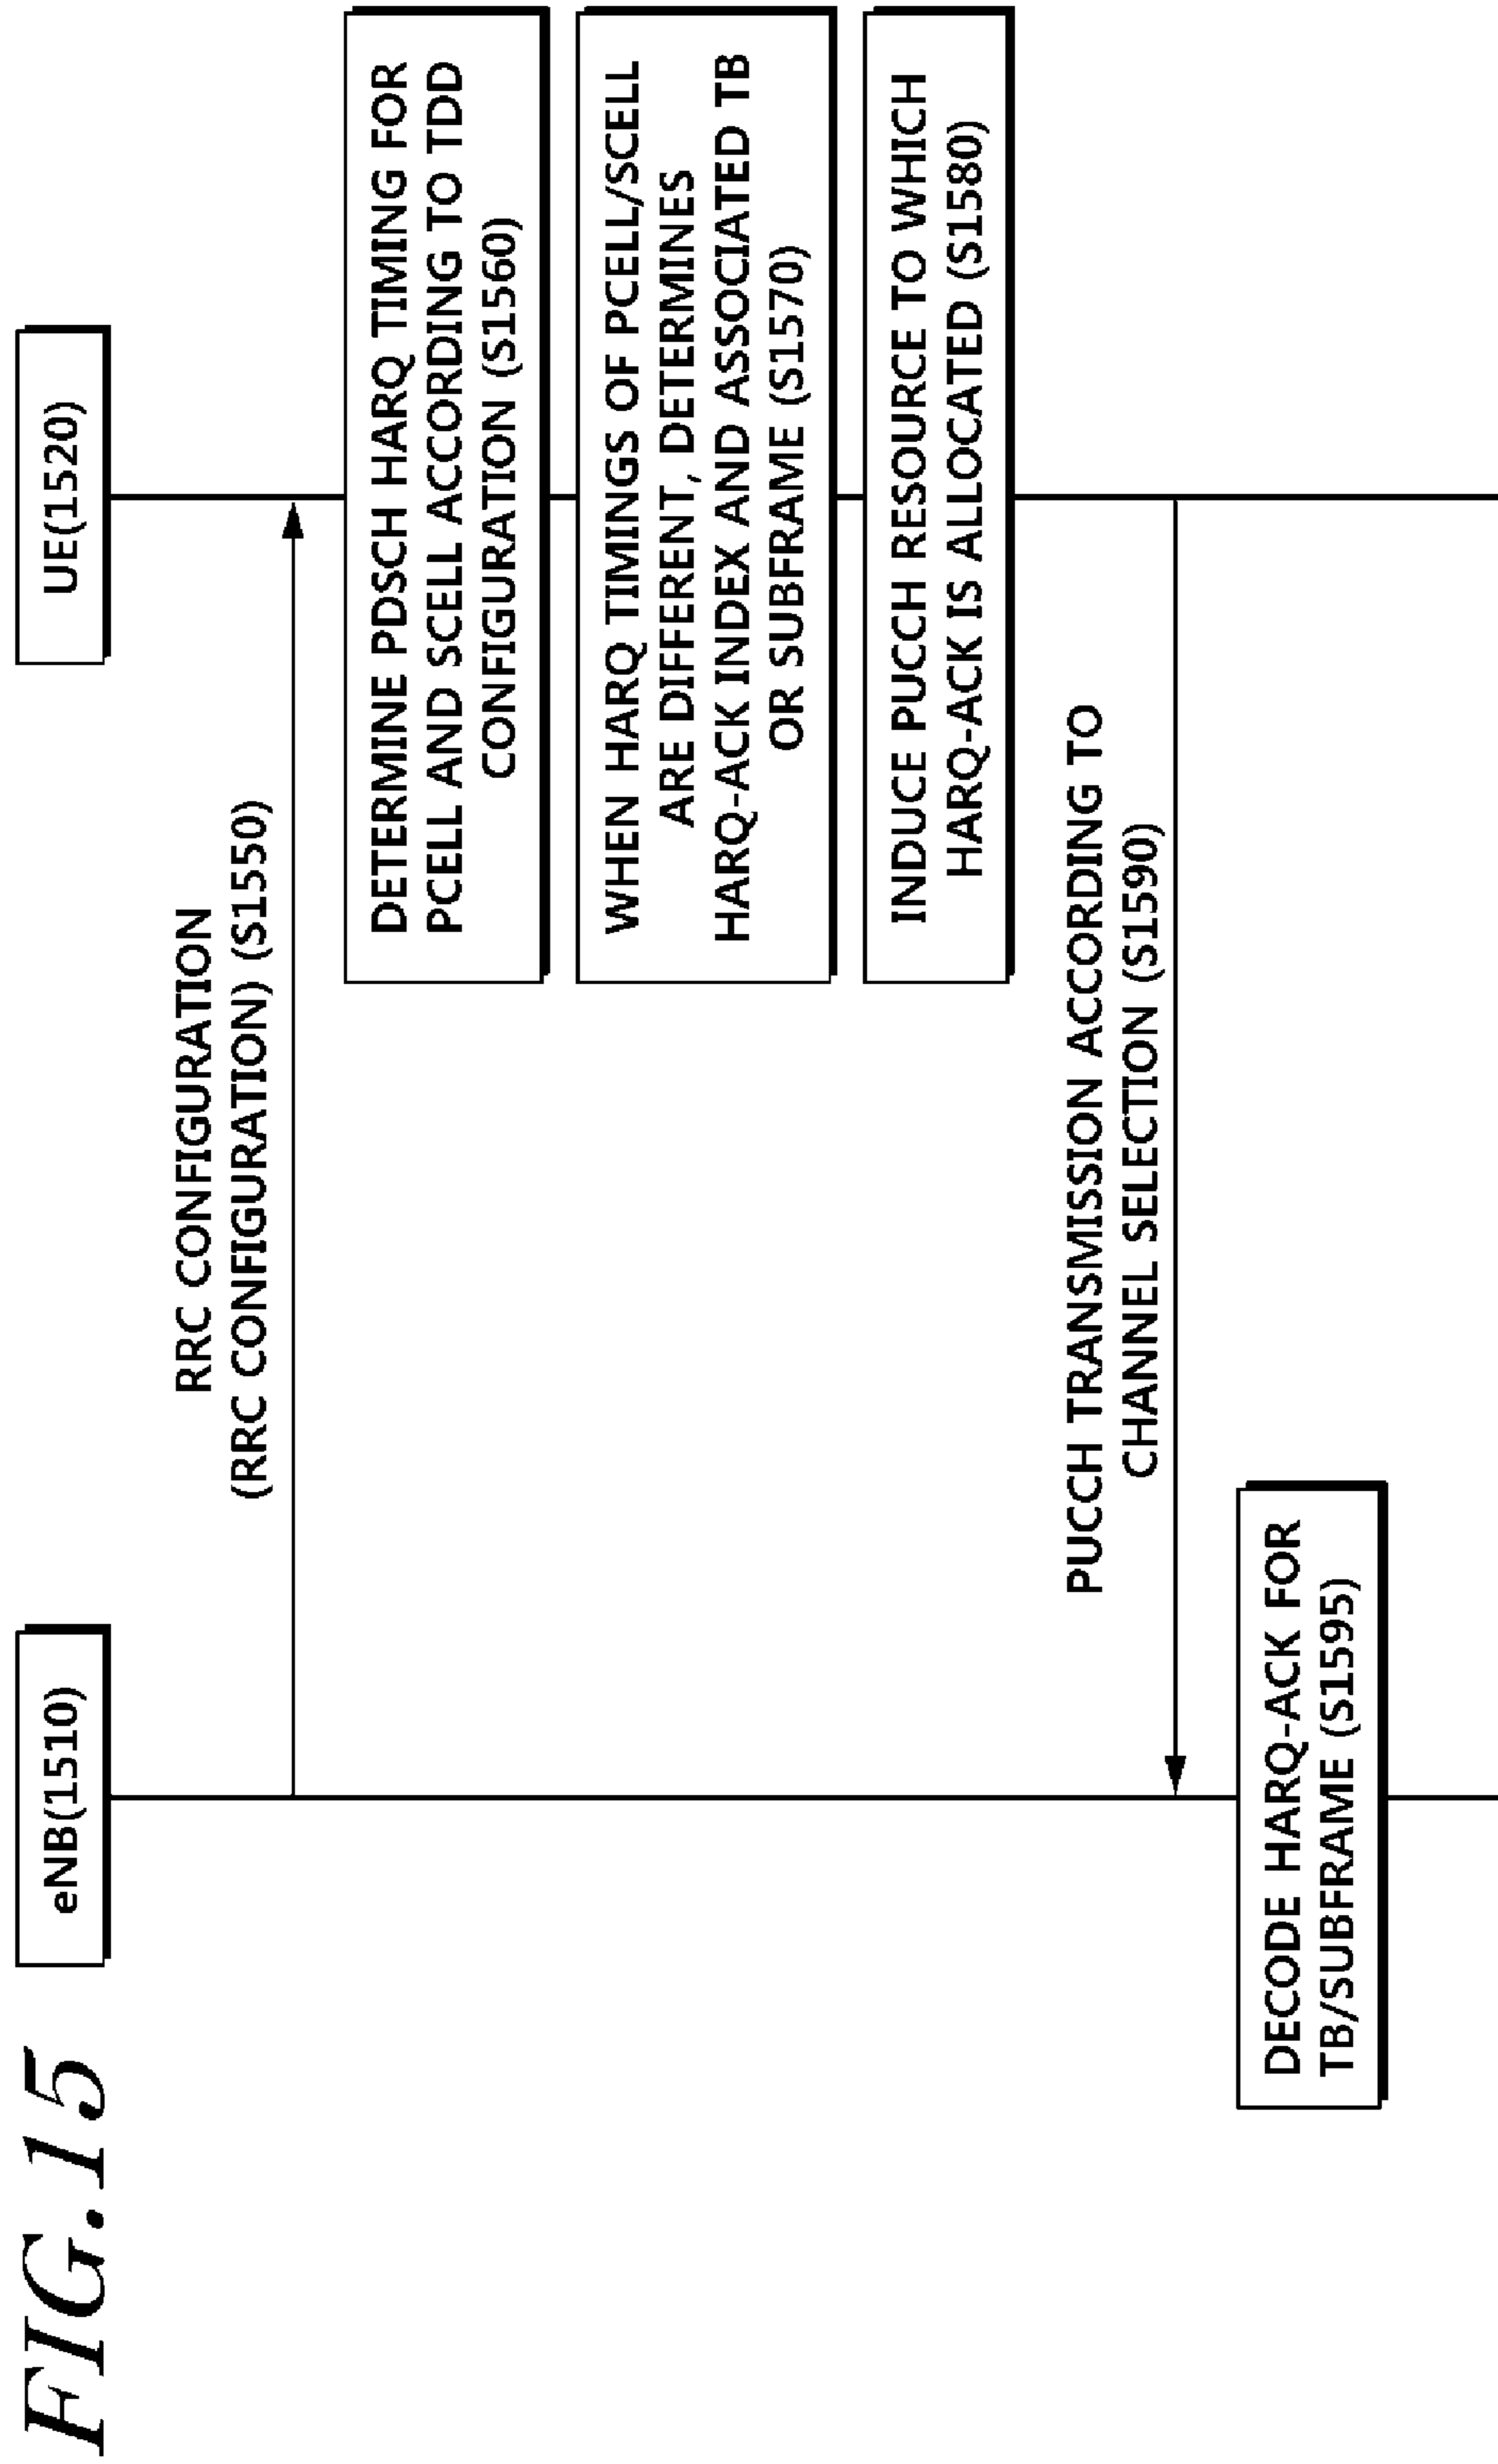 FIG.15
eNB(1510)
UE(1520)
RRC CONFIGURATION
(RRC CONFIGURATION) (S1550)
DETERMINE PDSCH HARQ TIMING FOR
PCELL AND SCELL ACCORDING TO TDD
CONFIGURATION (S1560)
WHEN HARQ TIMINGS OF PCELL/SCELL
ARE DIFFERENT, DETERMINES
HARQ-ACK INDEX AND ASSOCIATED TB
OR SUBFRAME (S1570)
INDUCE PUCCH RESOURCE TO WHICH
HARQ-ACK IS ALLOCATED (S1580)
PUCCH TRANSMISSION ACCORDING TO
CHANNEL SELECTION (S1590)
DECODE HARQ-ACK FOR
TB/SUBFRAME (S1595)